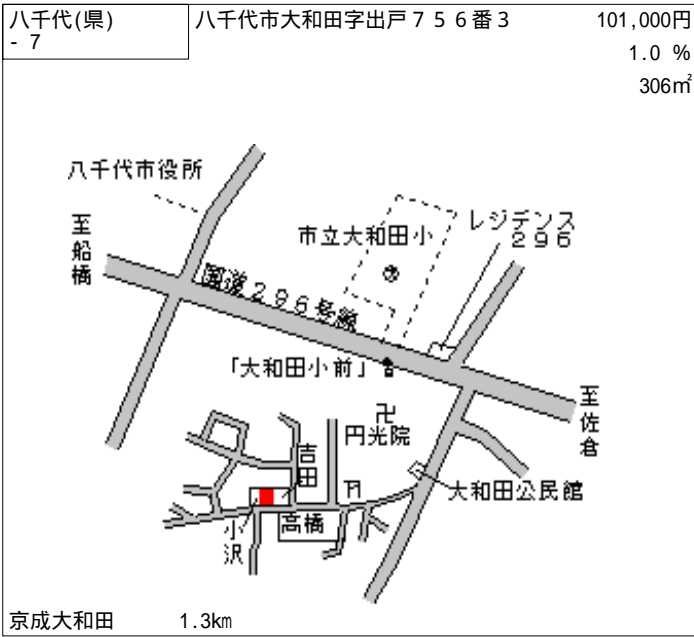 八千代(県)
- 7
八千代市大和田字出戸７５６番３
101,000円
1.0 %
306㎡
八千代市役所
至船橋
市立大和田小
文
レジデンス
２９６
国道２９６号線
「大和田小前」
至佐倉
卍
円光院
吉田
大和田公民館
小沢
高橋
京成大和田 1.3km